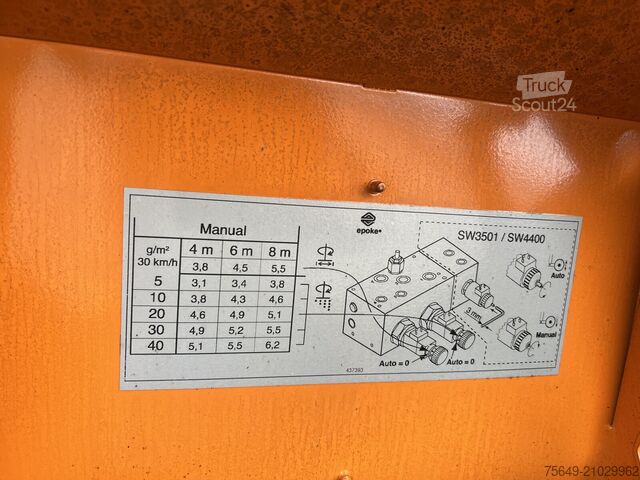 Truck
Scout24
Manual
g/m² 4 m 6 m 8 m
30 km/h 3,8 4,5 5,5
5 3,1 3,4 3,8
10 3,8 4,3 4,6
20 4,6 4,9 5,1
30 4,9 5,2 5,5
40 5,1 5,5 6,2
epoke®
SW3501 / SW4400
Auto
3 mm
Manual
Auto = 0
Auto = 0
437393
75649-21029962